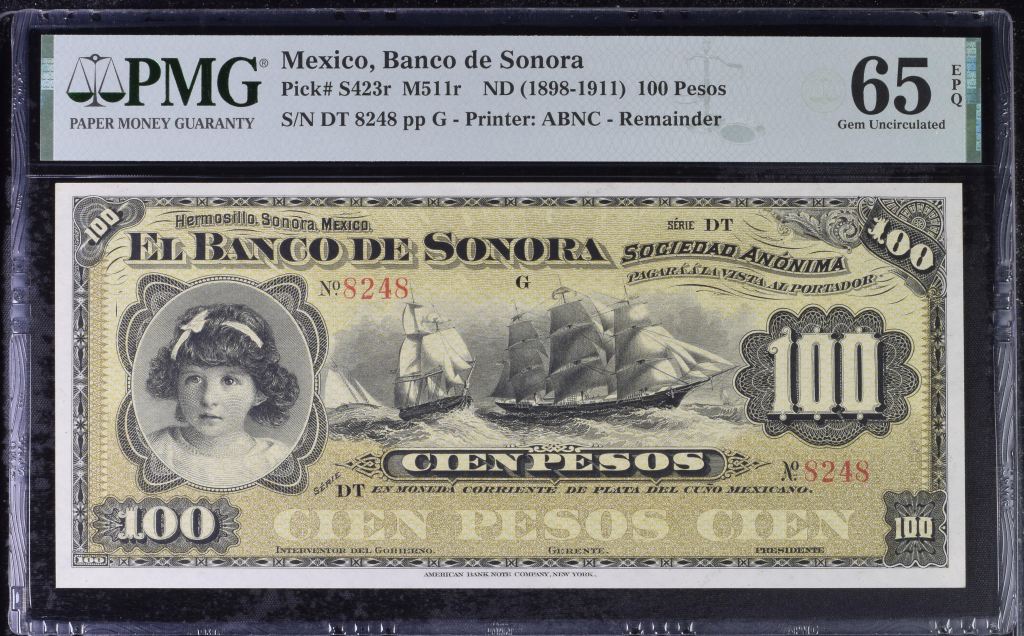 PMG®
PAPER MONEY GUARANTY
Mexico, Banco de Sonora
Pick# S423r M511r ND (1898-1911) 100 Pesos
S/N DT 8248 pp G - Printer: ABNC - Remainder
65 EPQ
Gem Uncirculated
100
Hermosillo, Sonora, Mexico.
SÉRIE DT
100
EL BANCO DE SONORA
SOCIEDAD ANÓNIMA
PAGARÁ Á LA VISTA AL PORTADOR
No 8248
G
100
CIEN PESOS
No 8248
SÉRIE DT EN MONEDA CORRIENTE DE PLATA DEL CUÑO MEXICANO.
100
CIEN PESOS CIEN
100
INTERVENTOR DEL GOBIERNO.
GERENTE.
PRESIDENTE
100
AMERICAN BANK NOTE COMPANY, NEW YORK.